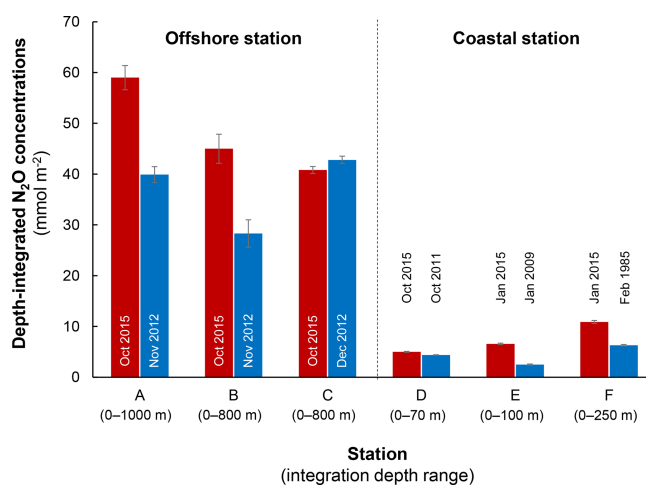 Offshore station
Coastal station
Depth-integrated N2O concentrations
(mmol m-2)
70
60
50
40
30
20
10
0
Oct 2015
Nov 2012
Oct 2015
Nov 2012
Oct 2015
Dec 2012
Oct 2015
Oct 2011
Jan 2015
Jan 2009
Jan 2015
Feb 1985
A
B
C
D
E
F
(0–1000 m)
(0–800 m)
(0–800 m)
(0–70 m)
(0–100 m)
(0–250 m)
Station
(integration depth range)